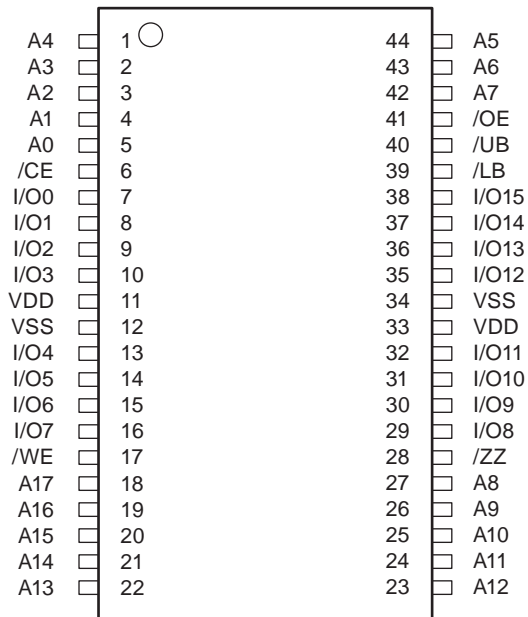 A4 1 44 A5
A3 2 43 A6
A2 3 42 A7
A1 4 41 /OE
A0 5 40 /UB
/CE 6 39 /LB
I/O0 7 38 I/O15
I/O1 8 37 I/O14
I/O2 9 36 I/O13
I/O3 10 35 I/O12
VDD 11 34 VSS
VSS 12 33 VDD
I/O4 13 32 I/O11
I/O5 14 31 I/O10
I/O6 15 30 I/O9
I/O7 16 29 I/O8
/WE 17 28 /ZZ
A17 18 27 A8
A16 19 26 A9
A15 20 25 A10
A14 21 24 A11
A13 22 23 A12